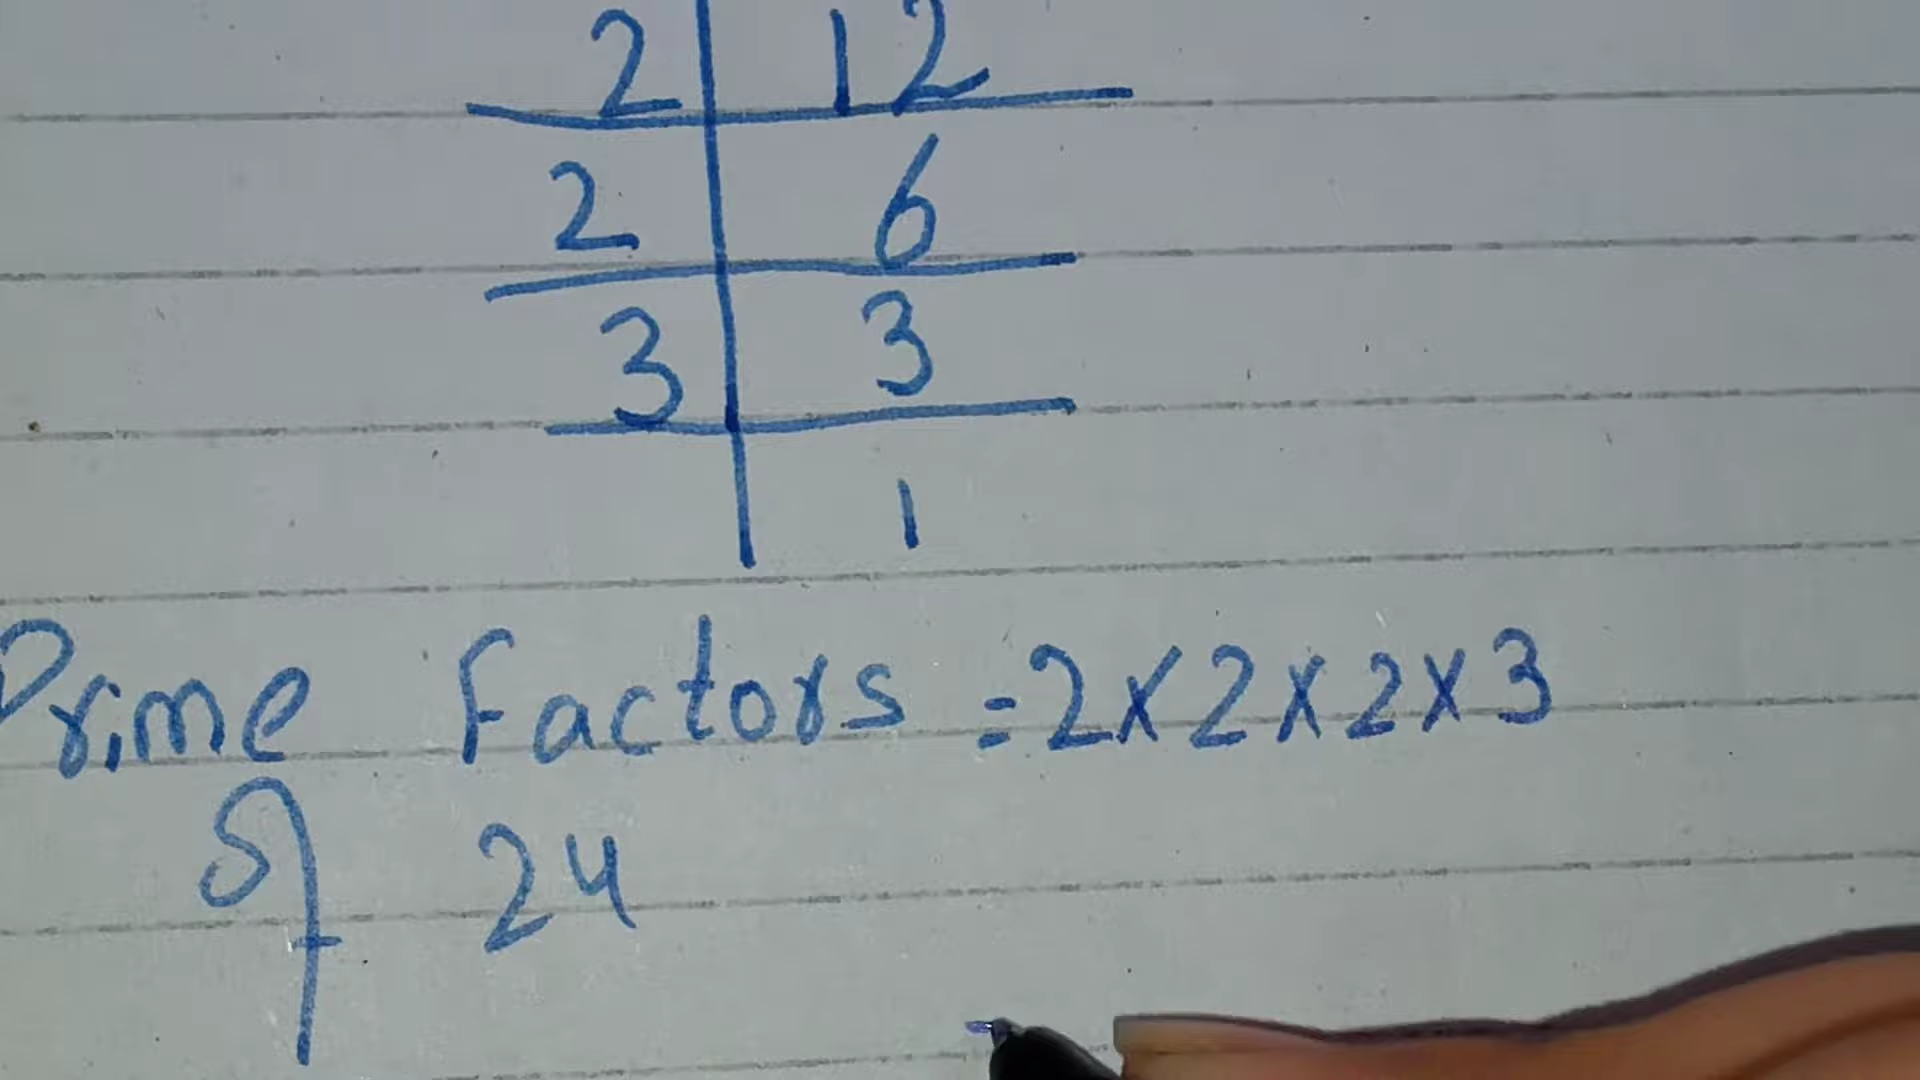 2 | 12
2 | 6
3 | 3
| 1
Prime Factors = 2 x 2 x 2 x 3
of 24